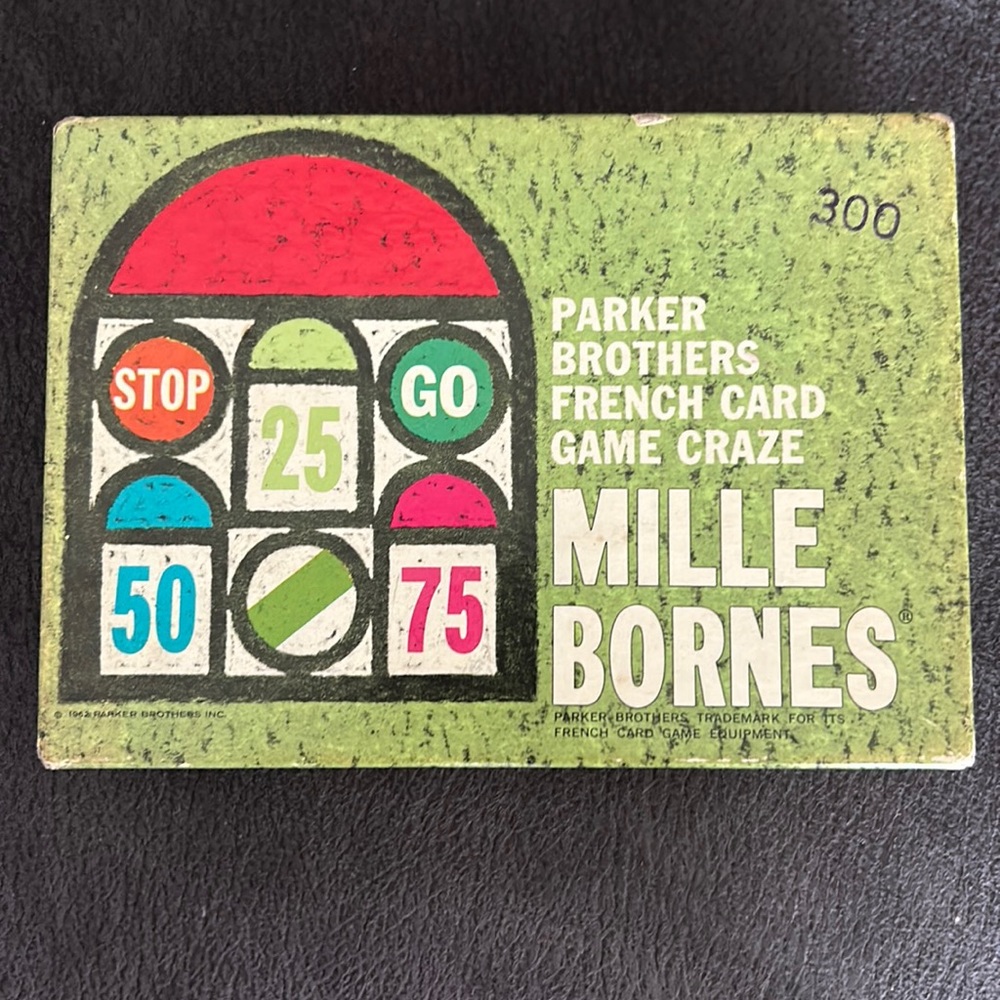 300
STOP
25
GO
50
75
PARKER
BROTHERS
FRENCH CARD
GAME CRAZE
MILLE
BORNES®
© 1962 PARKER BROTHERS INC.
PARKER BROTHERS TRADEMARK FOR ITS
FRENCH CARD GAME EQUIPMENT